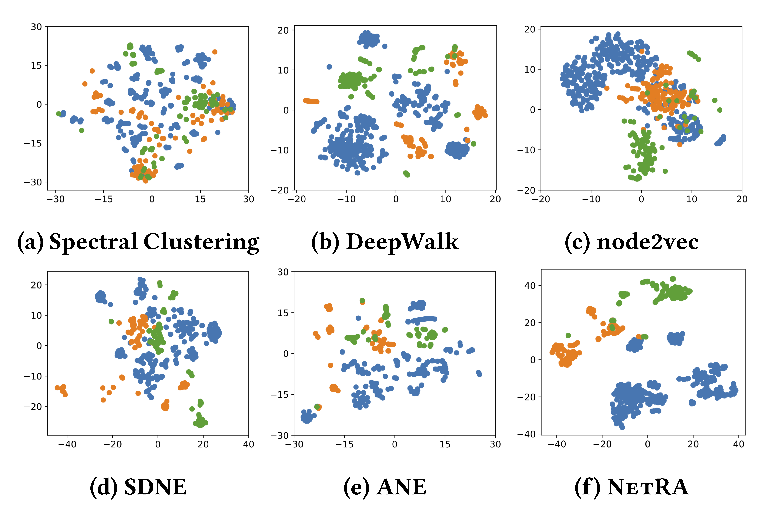 30
15
0
−15
−30
−30 −15 0 15 30
20
10
0
−10
−20
−20 −10 0 10 20
20
10
0
−10
−20
−20 −10 0 10 20
(a) Spectral Clustering
(b) DeepWalk
(c) node2vec
20
10
0
10
20
−40 −20 0 20 40
30
15
0
−15
−30
−30 −15 0 15 30
40
20
0
−20
−40
−40 −20 0 20 40
(d) SDNE
(e) ANE
(f) NETRA